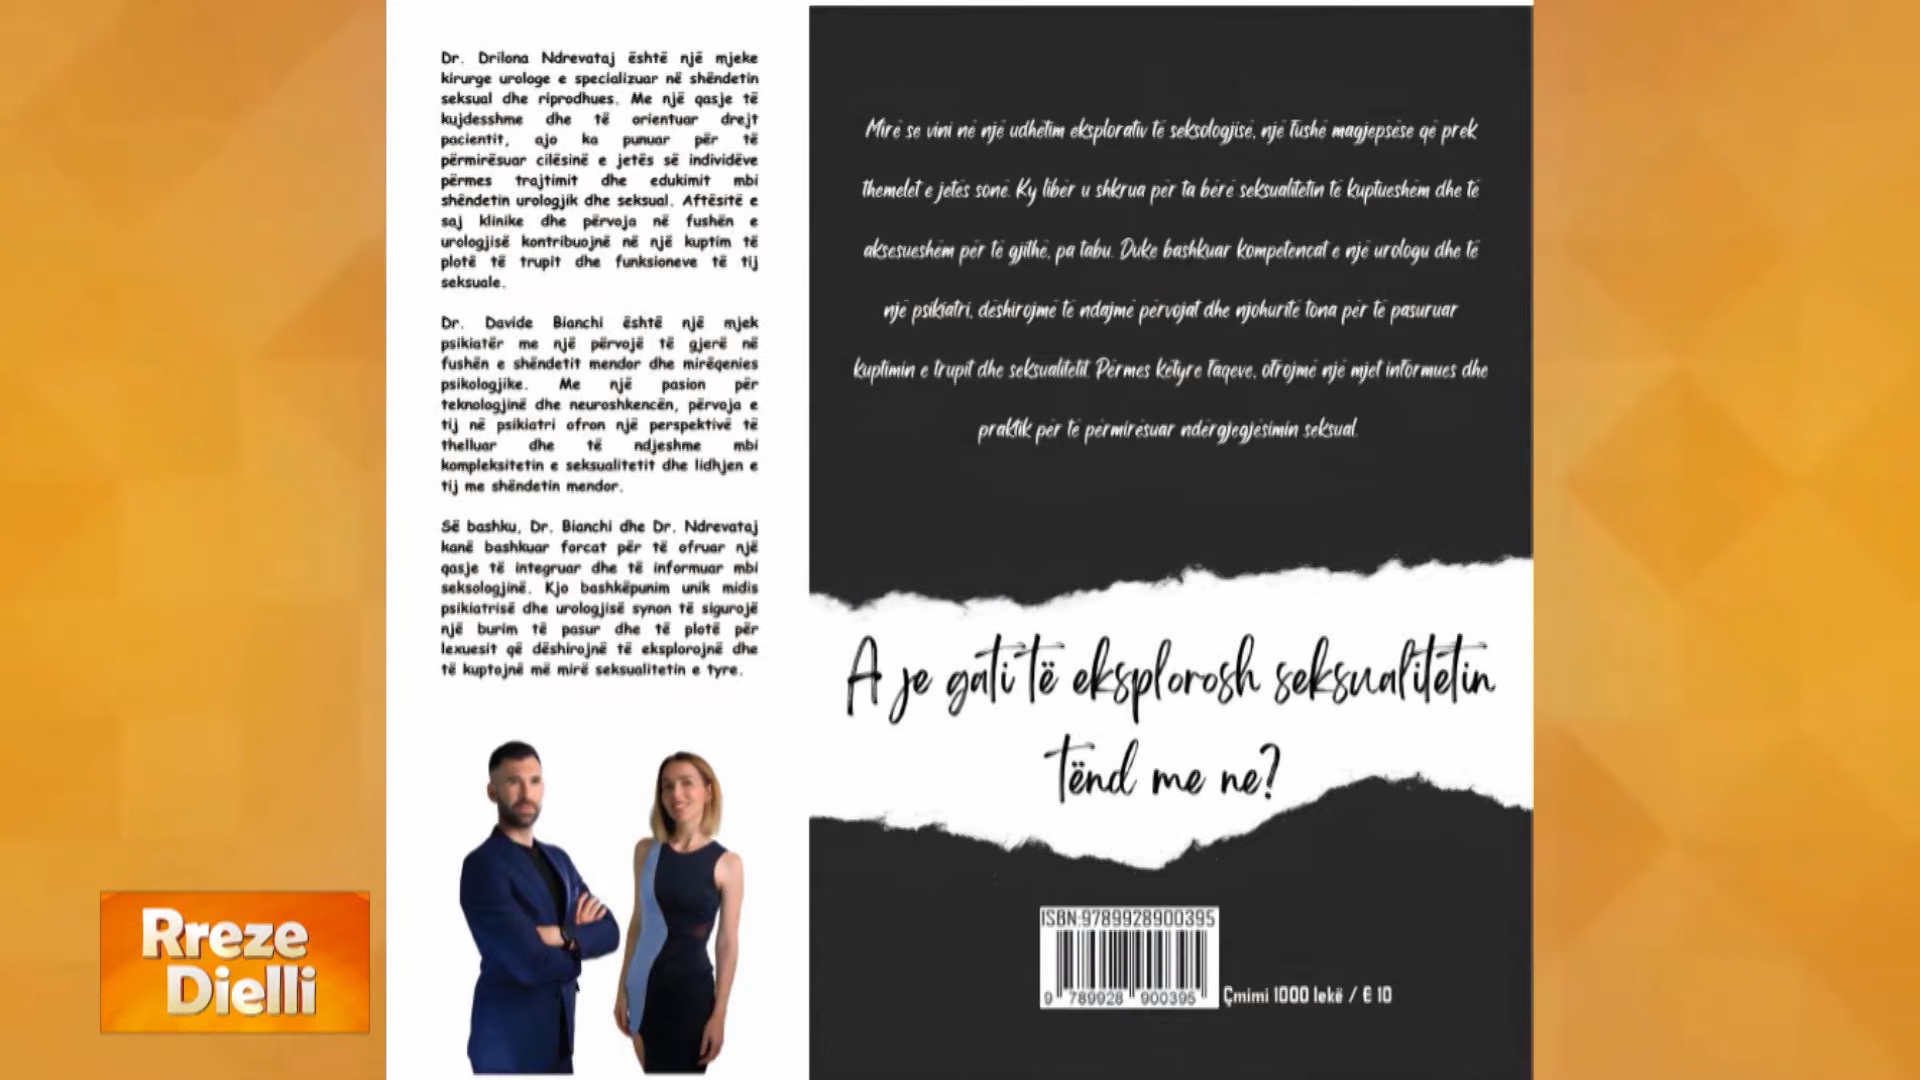 Dr. Drilona Ndrevataj është një mjeke
kirurge urologe e specializuar në shëndetin
seksual dhe riprodhues. Me një qasje të
kujdesshme dhe të orientuar drejt
pacientit, ajo ka punuar për të
përmirësuar cilësinë e jetës së individëve
përmes trajtimit dhe edukimit mbi
shëndetin urologjik dhe seksual. Aftësitë e
saj klinike dhe përvoja në fushën e
urologjisë kontribuojnë në një kuptim të
plotë të trupit dhe funksioneve të tij
seksuale.
Dr. Davide Bianchi është një mjek
psikiatër me një përvojë të gjerë në
fushën e shëndetit mendor dhe mirëqenies
psikologjike. Me një pasion për
teknologjinë dhe neuroshkencën, përvoja e
tij në psikiatri ofron një perspektivë të
thelluar dhe të ndjeshme mbi
kompleksitetin e seksualitetit dhe lidhjen e
tij me shëndetin mendor.
Së bashku, Dr. Bianchi dhe Dr. Ndrevataj
kanë bashkuar forcat për të ofruar një
qasje të integruar dhe të informuar mbi
seksologjinë. Kjo bashkëpunim unik midis
psikiatrisë dhe urologjisë synon të sigurojë
një burim të pasur dhe të plotë për
lexuesit që dëshirojnë të eksplorojnë dhe
të kuptojnë më mirë seksualitetin e tyre.
Mirë se vini në një udhëtim eksplorativ të seksologjisë, një fushë magjepsëse që prek
themelet e jetës sonë. Ky libër u shkrua për ta bërë seksualitetin të kuptueshëm dhe të
aksesueshëm për të gjithë, pa tabu. Duke bashkuar kompetencat e një urologu dhe të
një psikiatri, dëshirojmë të ndajmë përvojat dhe njohuritë tona për të pasuruar
kuptimin e trupit dhe seksualitetit. Përmes këtyre faqeve, ofrojmë një mjet informues dhe
praktik për të përmirësuar ndërgjegjësimin seksual.
A je gati të eksplorosh seksualitetin
tënd me ne?
ISBN:9789928900395
9 789928 900395
Çmimi 1000 lekë / € 10
Rreze
Dielli